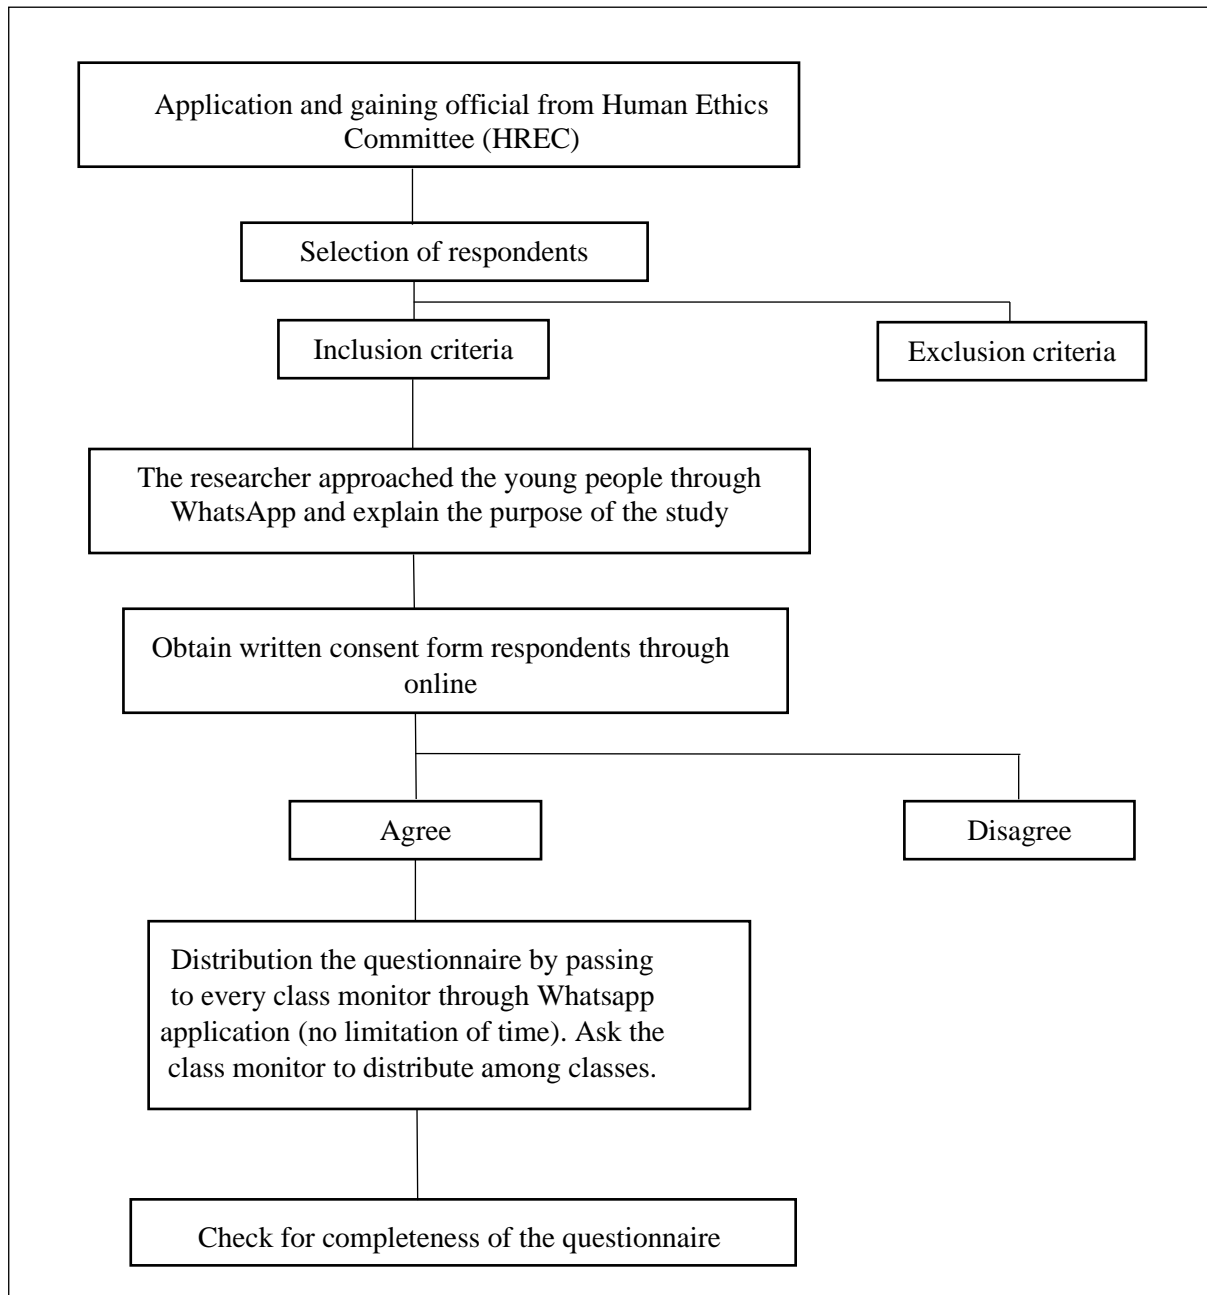 Application and gaining official from Human Ethics
Committee (HREC)
Selection of respondents
Inclusion criteria
Exclusion criteria
The researcher approached the young people through
WhatsApp and explain the purpose of the study
Obtain written consent form respondents through
online
Agree
Disagree
Distribution the questionnaire by passing
to every class monitor through Whatsapp
application (no limitation of time). Ask the
class monitor to distribute among classes.
Check for completeness of the questionnaire